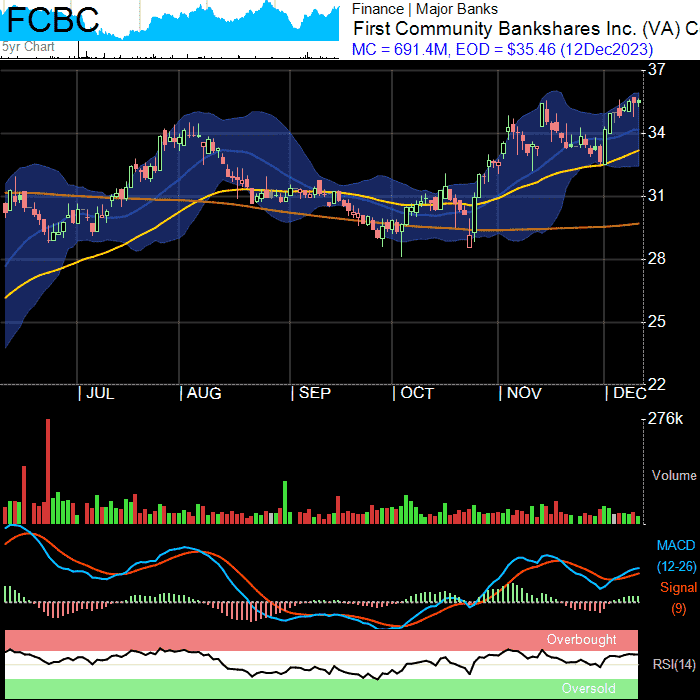 FCBC
5yr Chart
Finance | Major Banks
First Community Bankshares Inc. (VA) C
MC = 691.4M, EOD = $35.46 (12Dec2023)
37
34
31
28
25
22
JUL AUG SEP OCT NOV DEC
276k
Volume
MACD
(12-26)
Signal
(9)
Overbought
RSI(14)
Oversold